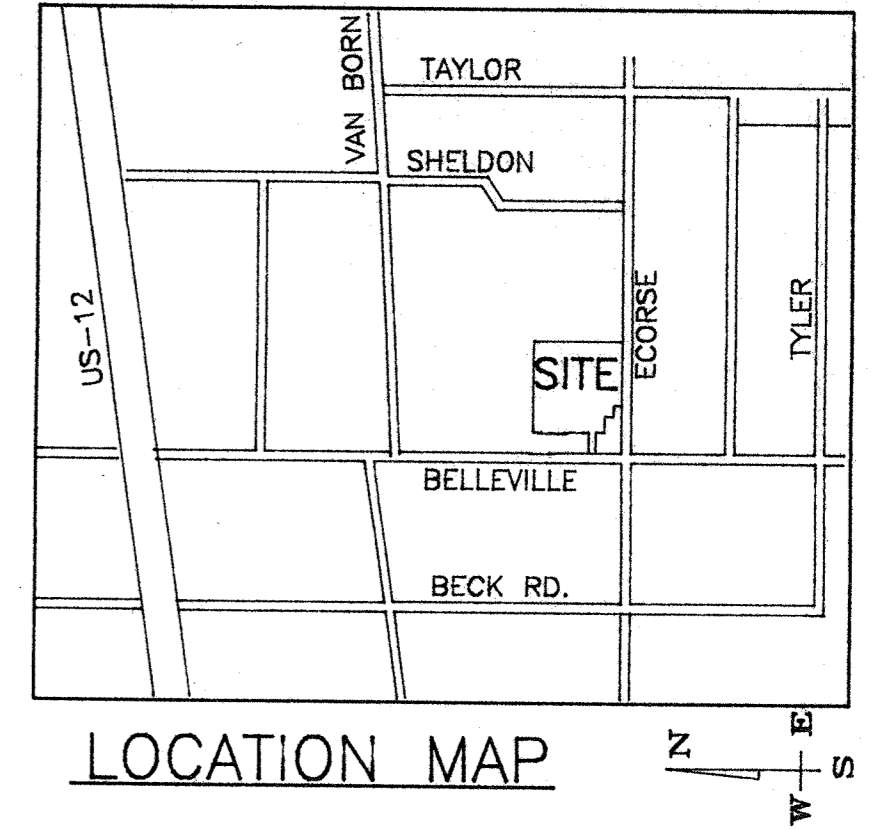 VAN BORN
TAYLOR
SHELDON
US-12
ECORSE
TYLER
SITE
BELLEVILLE
BECK RD.
LOCATION MAP
N
E
S
W